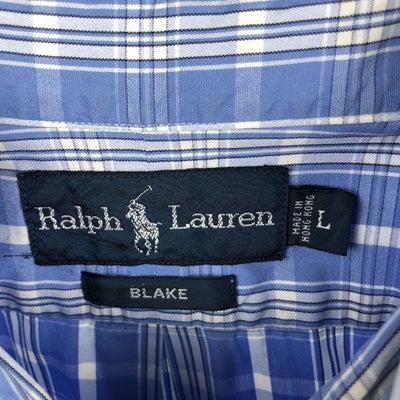 Ralph Lauren
MADE IN
HONG KONG
L
BLAKE